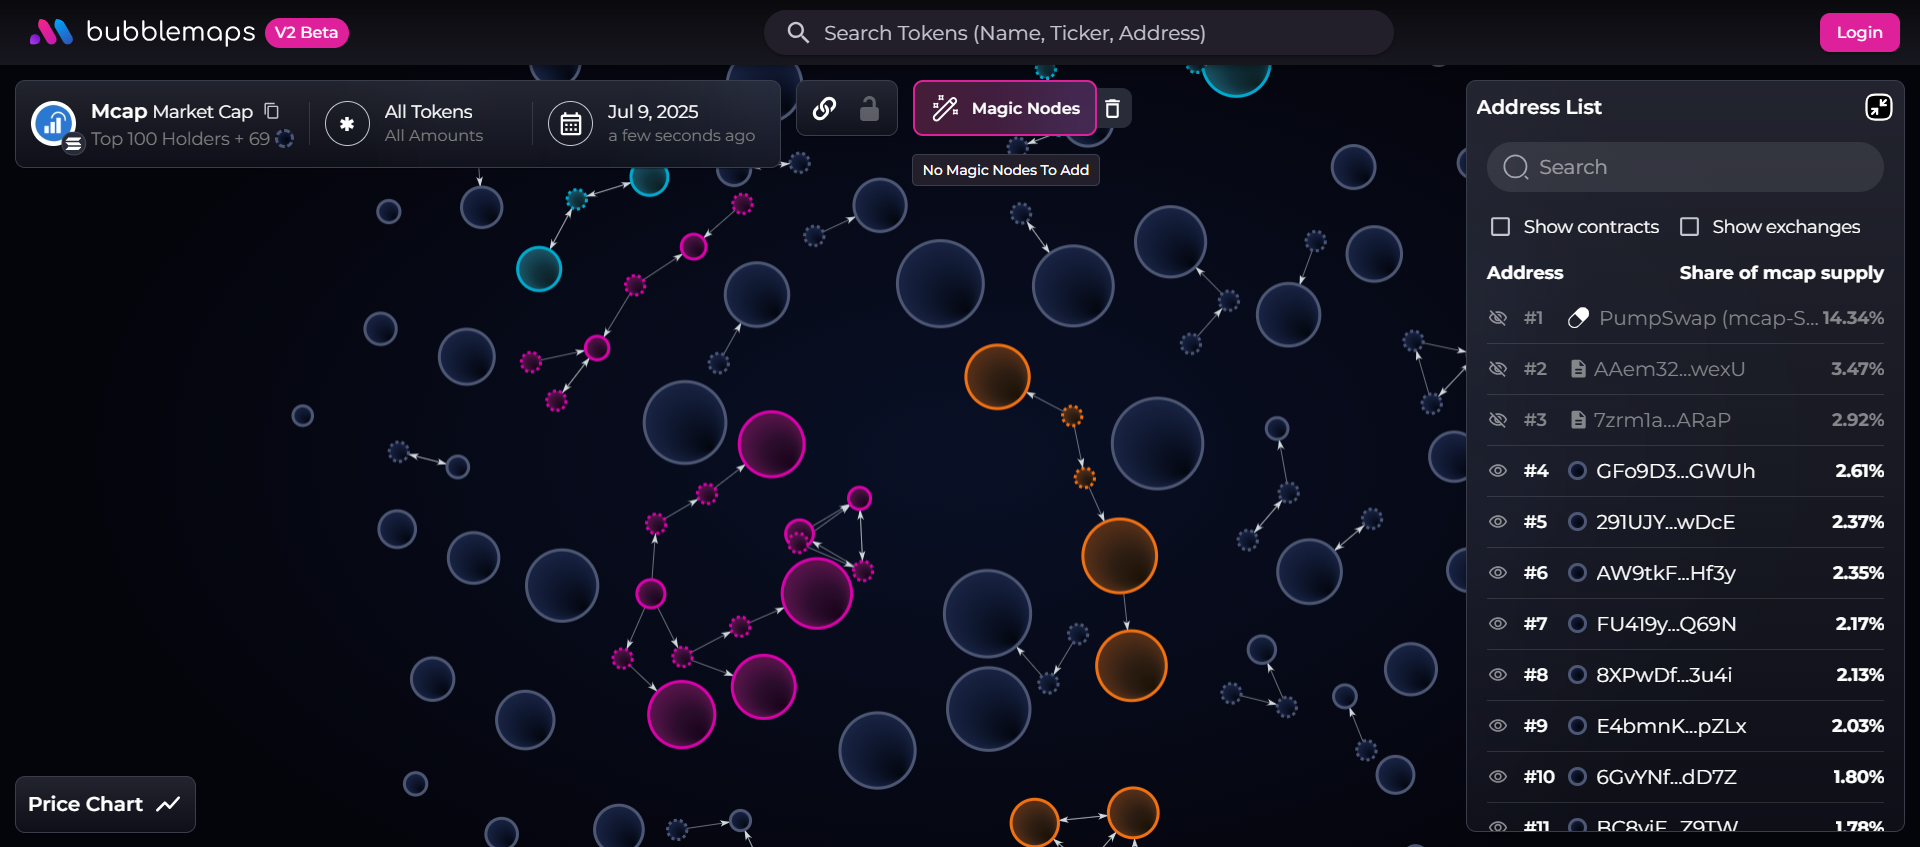 bubblemaps V2 Beta
Search Tokens (Name, Ticker, Address)
Login
Mcap Market Cap
Top 100 Holders + 69
All Tokens
All Amounts
Jul 9, 2025
a few seconds ago
Magic Nodes
No Magic Nodes To Add
Address List
Search
Show contracts
Show exchanges
Address Share of mcap supply
#1 PumpSwap (mcap-S... 14.34%
#2 AAem32...wexU 3.47%
#3 7zrm1a...ARaP 2.92%
#4 GFo9D3...GWUh 2.61%
#5 291UJY...wDcE 2.37%
#6 AW9tkF...Hf3y 2.35%
#7 FU419y...Q69N 2.17%
#8 8XPwDf...3u4i 2.13%
#9 E4bmnK...pZLx 2.03%
#10 6GvYNf...dD7Z 1.80%
#11 1.78%
Price Chart